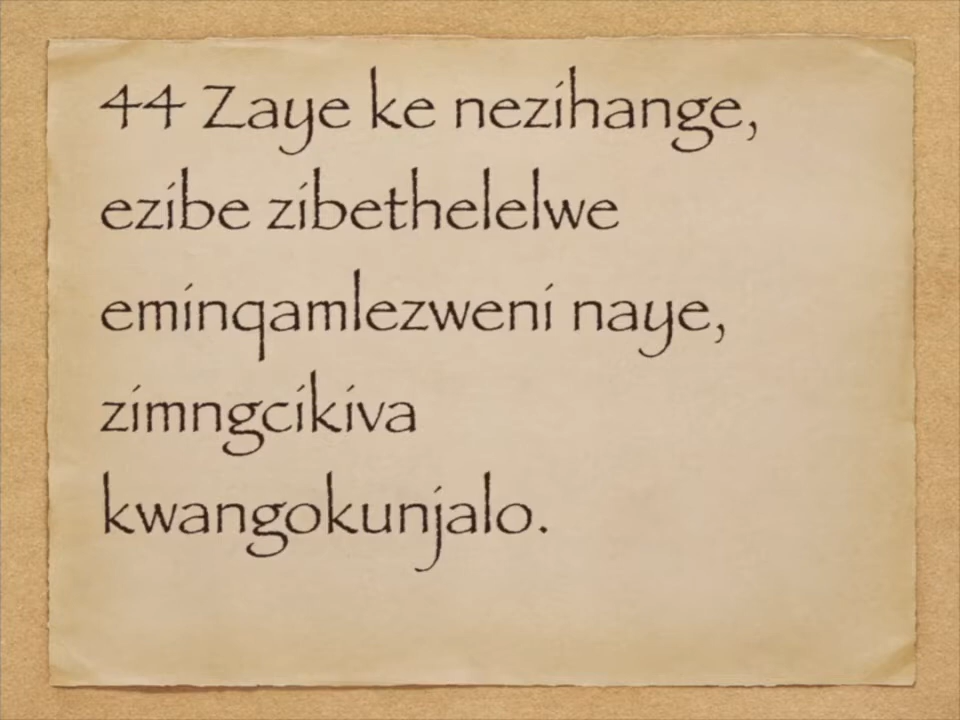 44 Zaye ke nezihange,
ezibe zibethelelwe
eminqamlezweni naye,
zimngcikiva
kwangokunjalo.